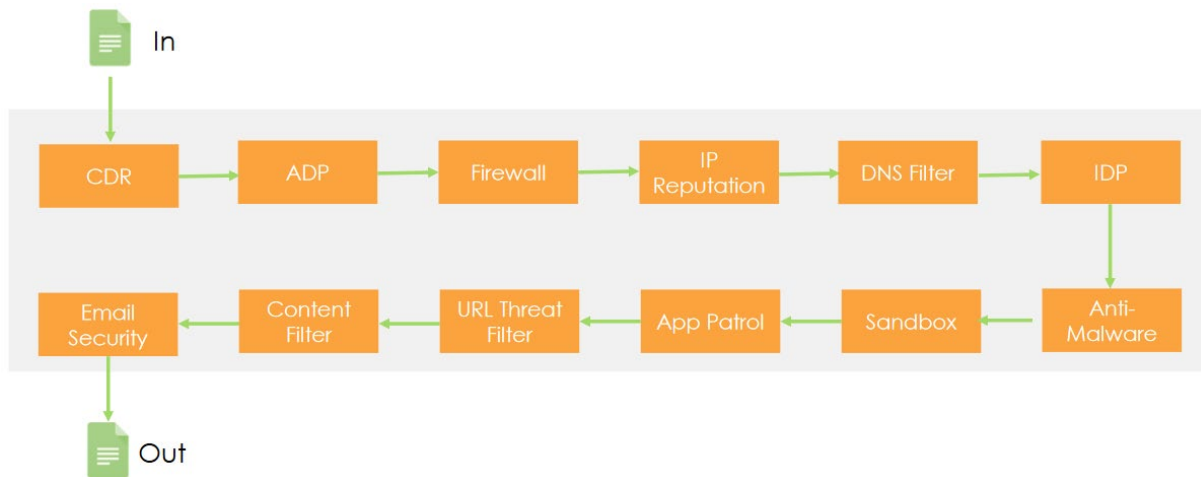 In
CDR
ADP
Firewall
IP
Reputation
DNS Filter
IDP
Anti-
Malware
Sandbox
App Patrol
URL Threat
Filter
Content
Filter
Email
Security
Out